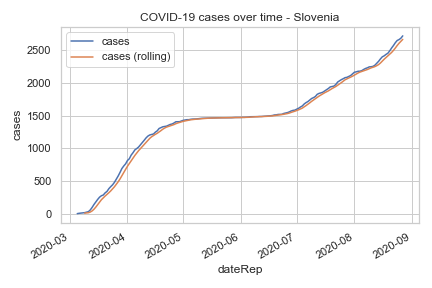 COVID-19 cases over time - Slovenia
cases
cases (rolling)
2500
2000
1500
1000
500
0
cases
2020-03
2020-04
2020-05
2020-06
2020-07
2020-08
2020-09
dateRep